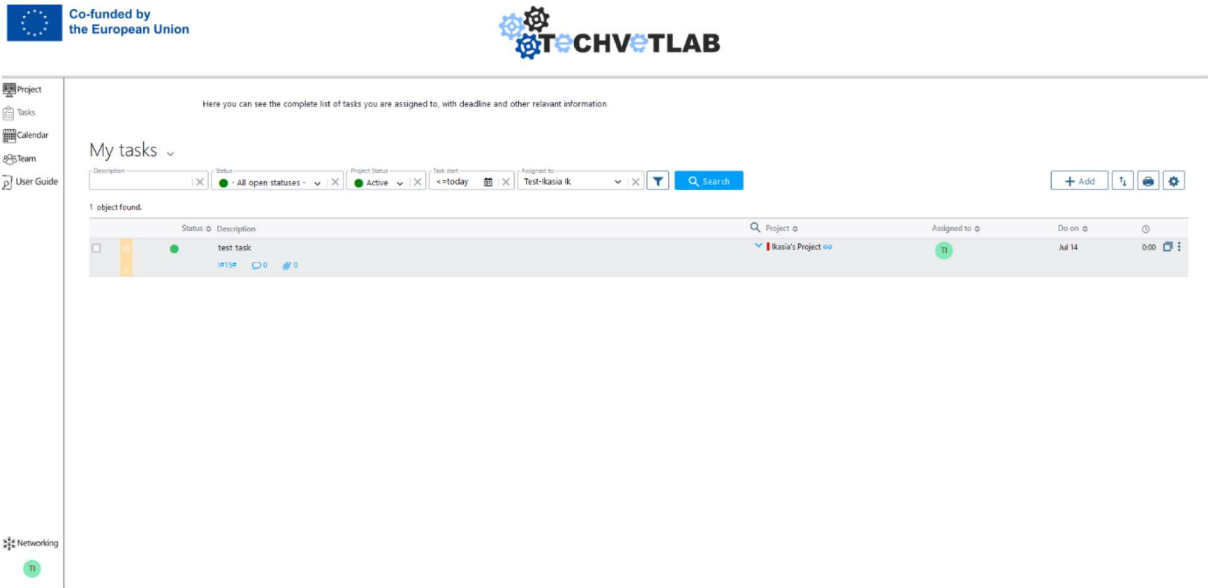 Co-funded by
the European Union
TECHVETLAB
Project
Tasks
Calendar
Team
User Guide
Here you can see the complete list of tasks you are assigned to, with deadline and other relavant information
My tasks
Description Status Project Status Task start Assigned to
- All open statuses - Active <=today Test-Ikasia Ik Search + Add
1 object found.
Status Description Project Assigned to Do on
test task Ikasia's Project TI Jul 14 0:00
!#15# 0 0
Networking
TI